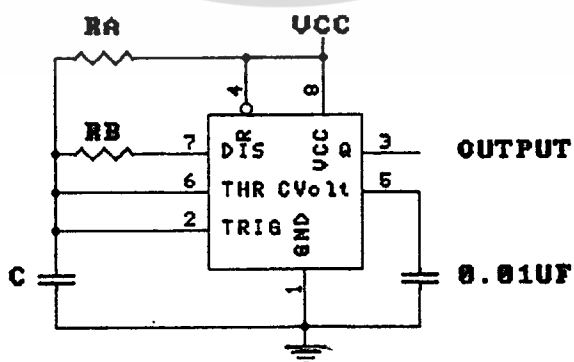 RA
VCC
4
8
RB
7
DIS
R
VCC
Q
3
OUTPUT
6
THR
CVolt
5
2
TRIG
GND
C
1
0.01UF